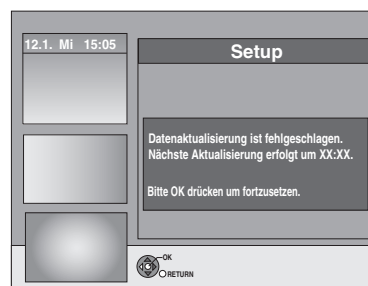 12.1. Mi 15:05
Setup
Datenaktualisierung ist fehlgeschlagen.
Nächste Aktualisierung erfolgt um XX:XX.
Bitte OK drücken um fortzusetzen.
OK
RETURN